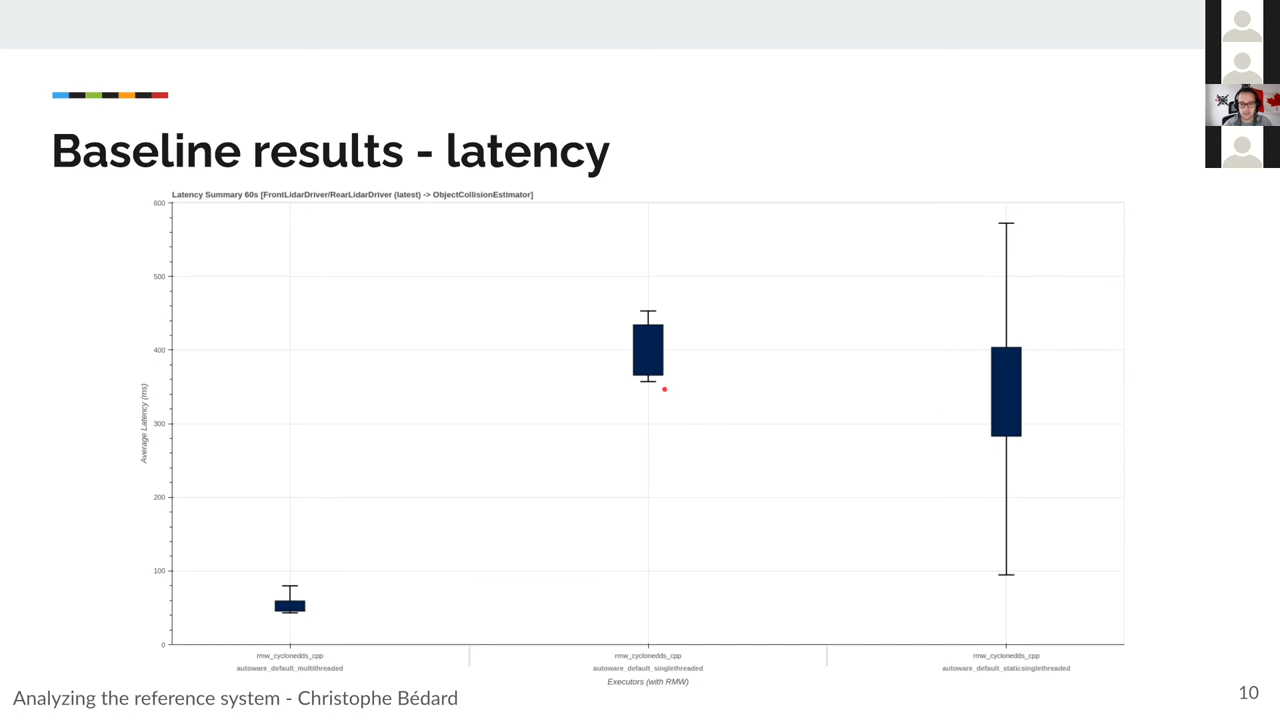 Baseline results - latency
Latency Summary 60s [FrontLidarDriver/RearLidarDriver (latest) -> ObjectCollisionEstimator]
600
500
400
300
200
100
0
Average Latency (ms)
rmw_cyclonedds_cpp rmw_cyclonedds_cpp rmw_cyclonedds_cpp
autoware_default_multithreaded autoware_default_singlethreaded autoware_default_staticsinglethreaded
Executors (with RMW)
Analyzing the reference system - Christophe Bédard
10